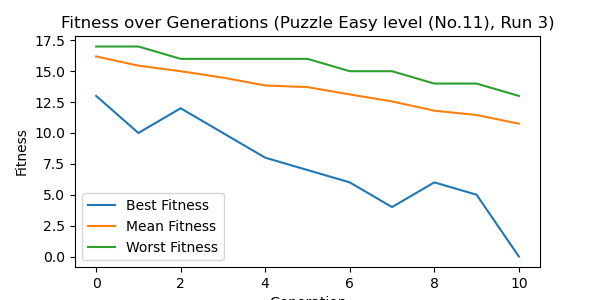 Fitness over Generations (Puzzle Easy level (No.11), Run 3)
17.5
15.0
12.5
10.0
7.5
5.0
2.5
0.0
Fitness
Best Fitness
Mean Fitness
Worst Fitness
0 2 4 6 8 10
Generation